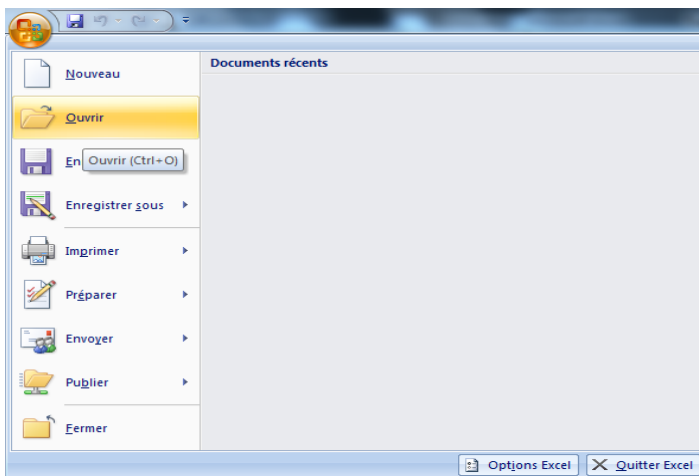 Documents récents
Nouveau
Ouvrir
En
Ouvrir (Ctrl+O)
Enregistrer sous
Imprimer
Préparer
Envoyer
Publier
Fermer
Options Excel
Quitter Excel